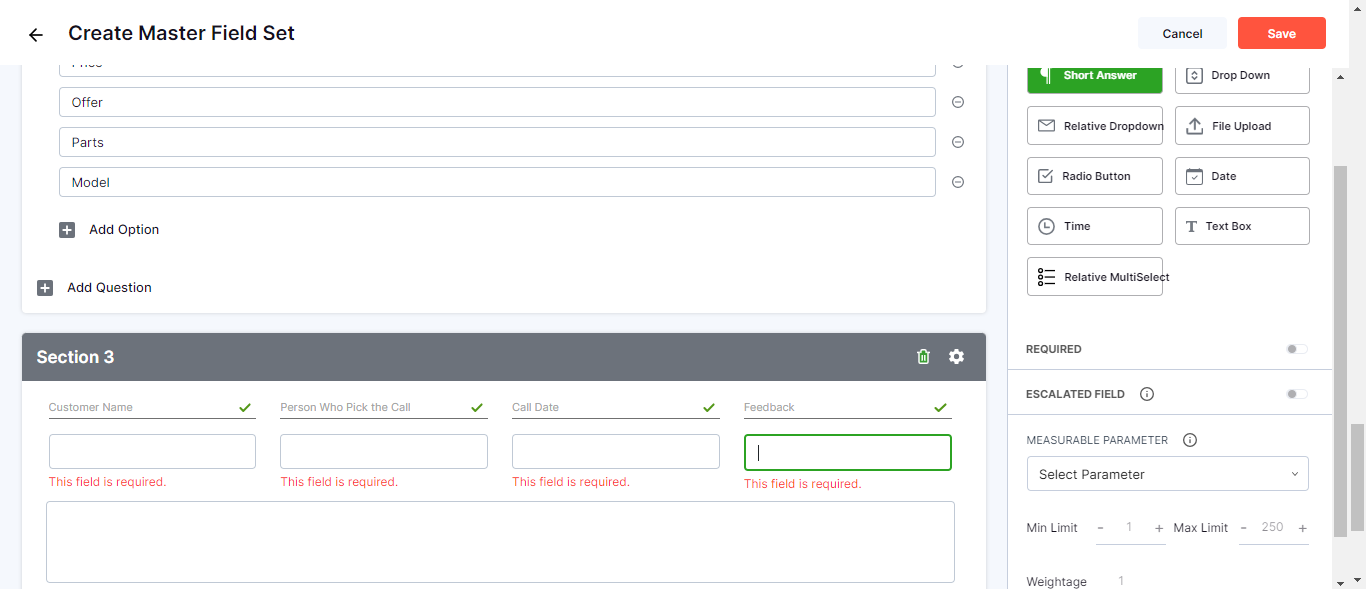 Create Master Field Set
Cancel
Save
Offer
Parts
Model
Add Option
Add Question
Section 3
Customer Name
Person Who Pick the Call
Call Date
Feedback
This field is required.
This field is required.
This field is required.
This field is required.
Short Answer
Drop Down
Relative Dropdown
File Upload
Radio Button
Date
Time
Text Box
Relative MultiSelect
REQUIRED
ESCALATED FIELD
MEASURABLE PARAMETER
Select Parameter
Min Limit - 1 + Max Limit - 250 +
Weightage 1